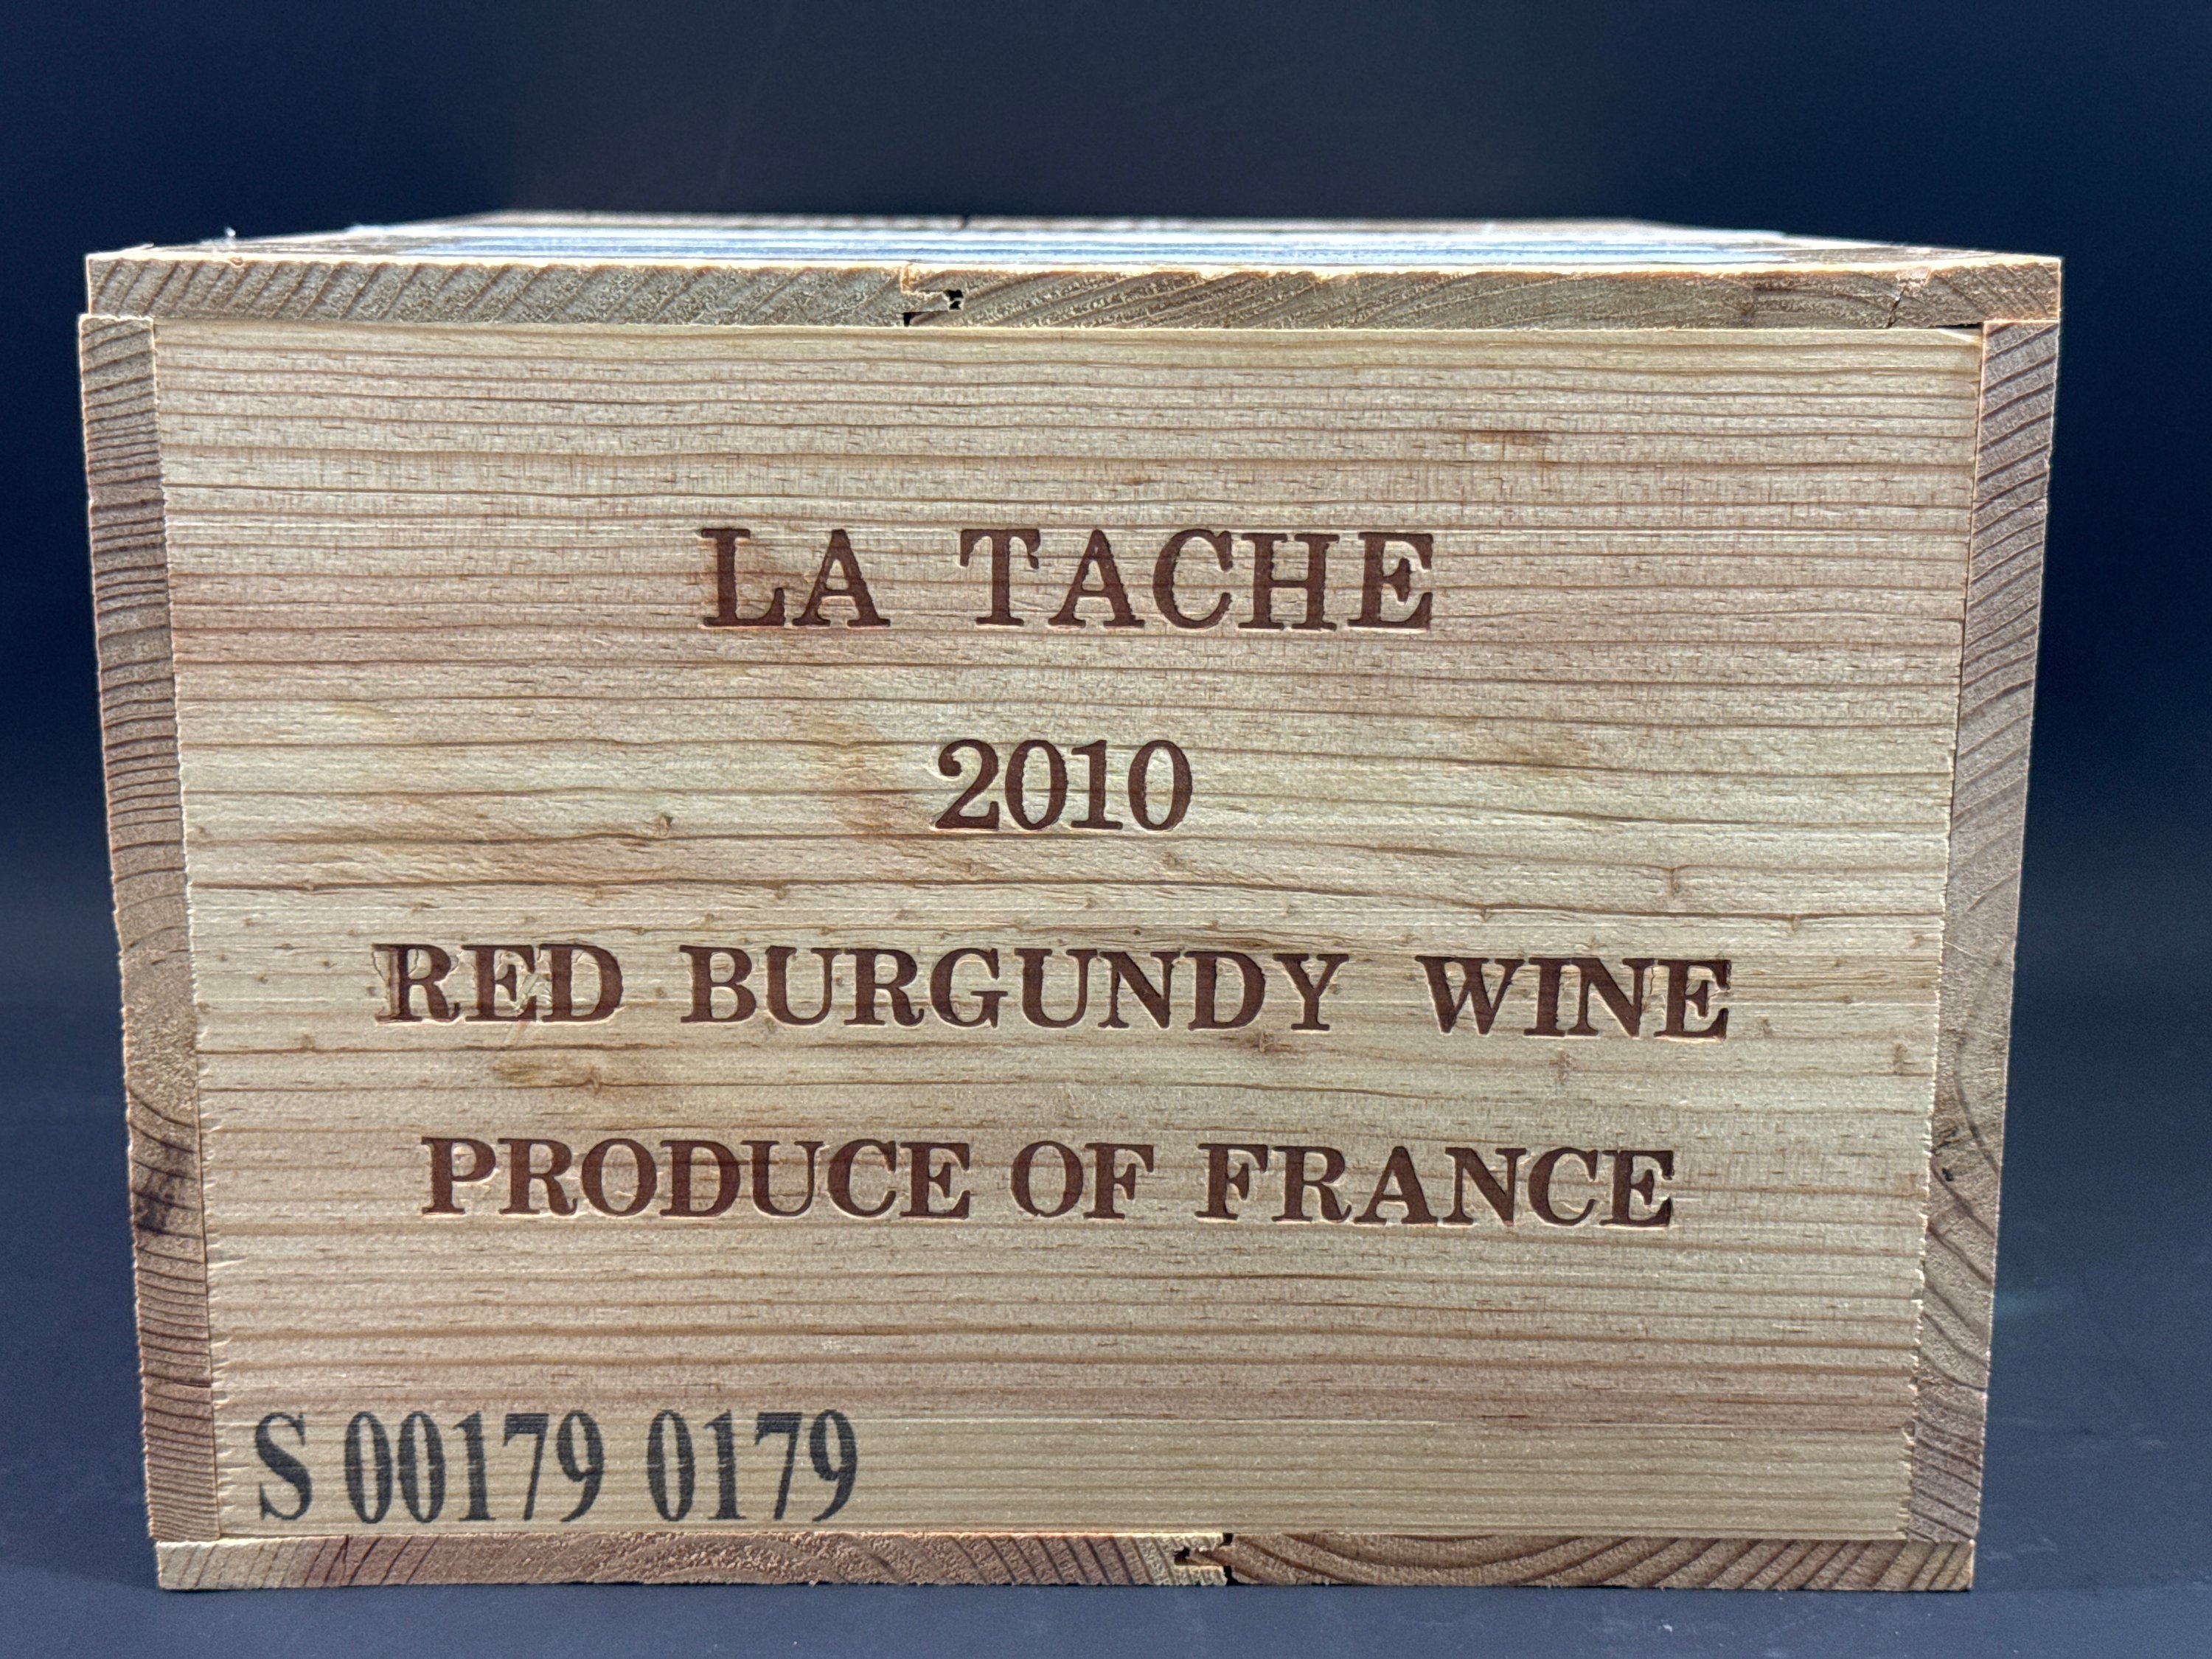 LA TACHE
2010
RED BURGUNDY WINE
PRODUCE OF FRANCE
S 00179 0179